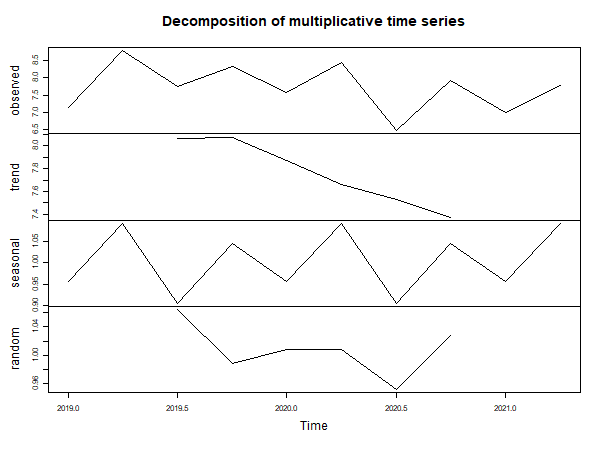 Decomposition of multiplicative time series
observed
8.5
8.0
7.5
7.0
6.5
trend
8.0
7.8
7.6
7.4
seasonal
1.05
1.00
0.95
0.90
random
1.04
1.00
0.96
2019.0 2019.5 2020.0 2020.5 2021.0
Time